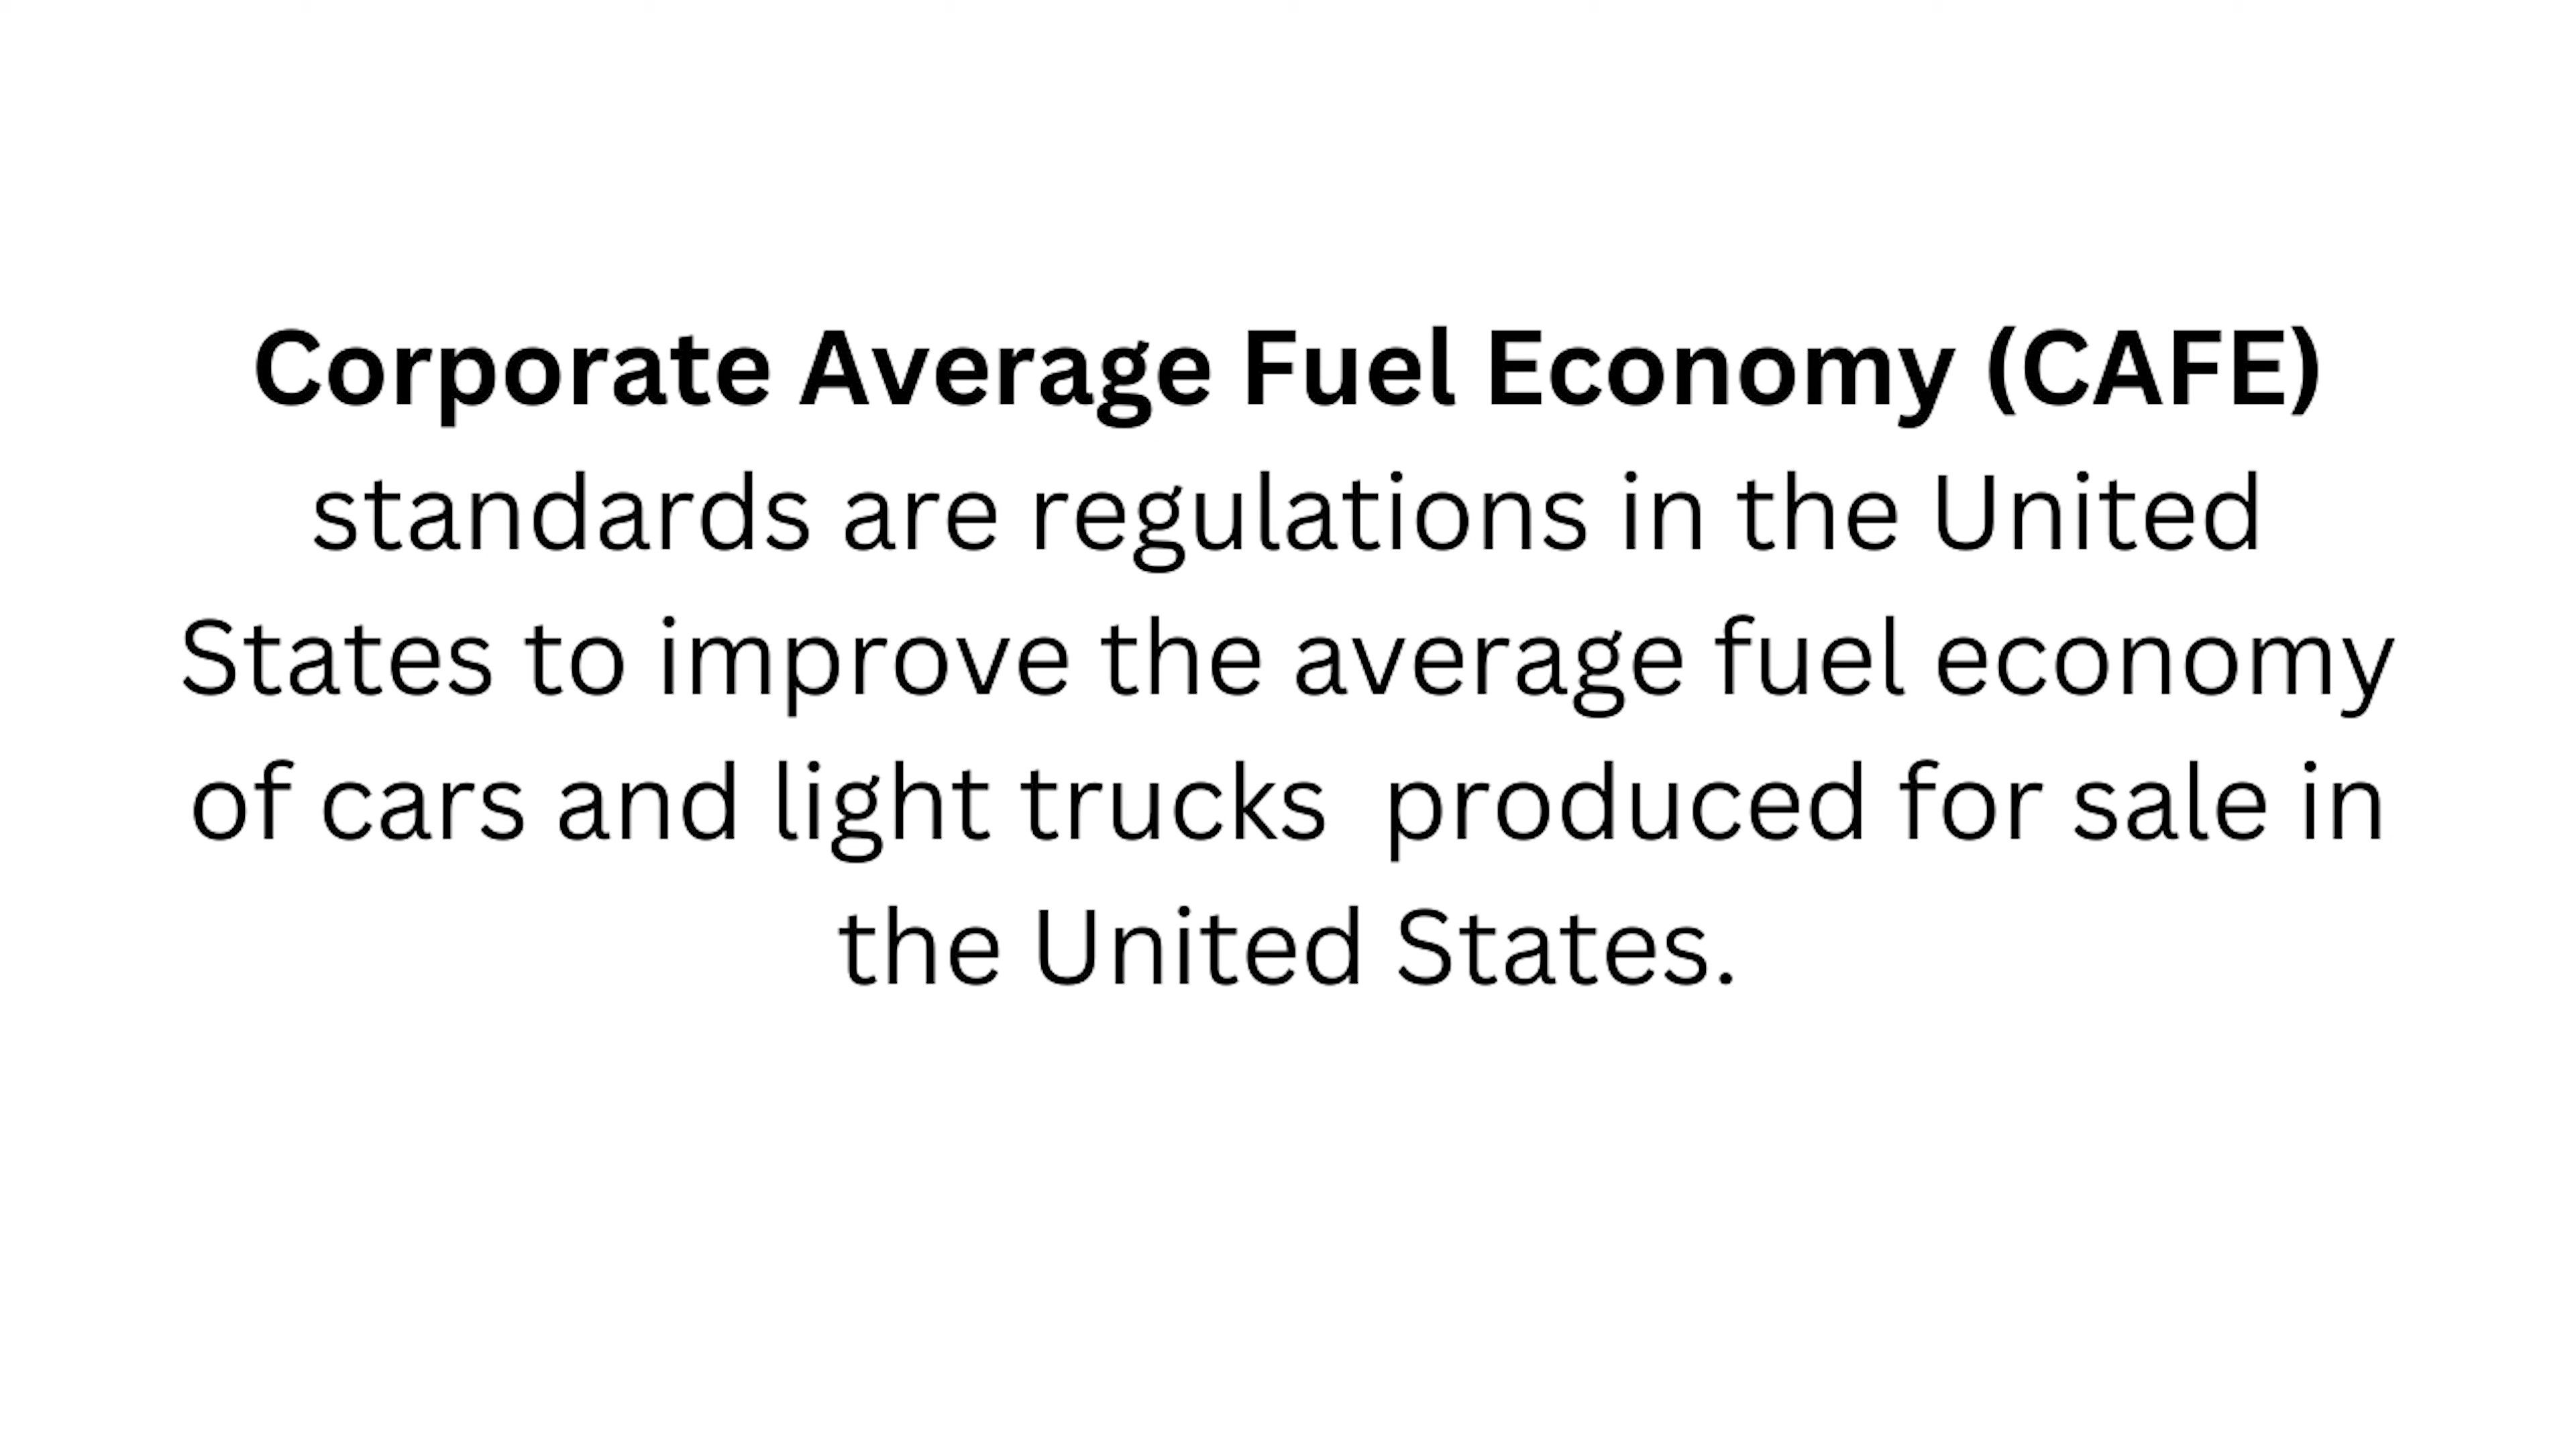 Corporate Average Fuel Economy (CAFE)
standards are regulations in the United
States to improve the average fuel economy
of cars and light trucks  produced for sale in
the United States.